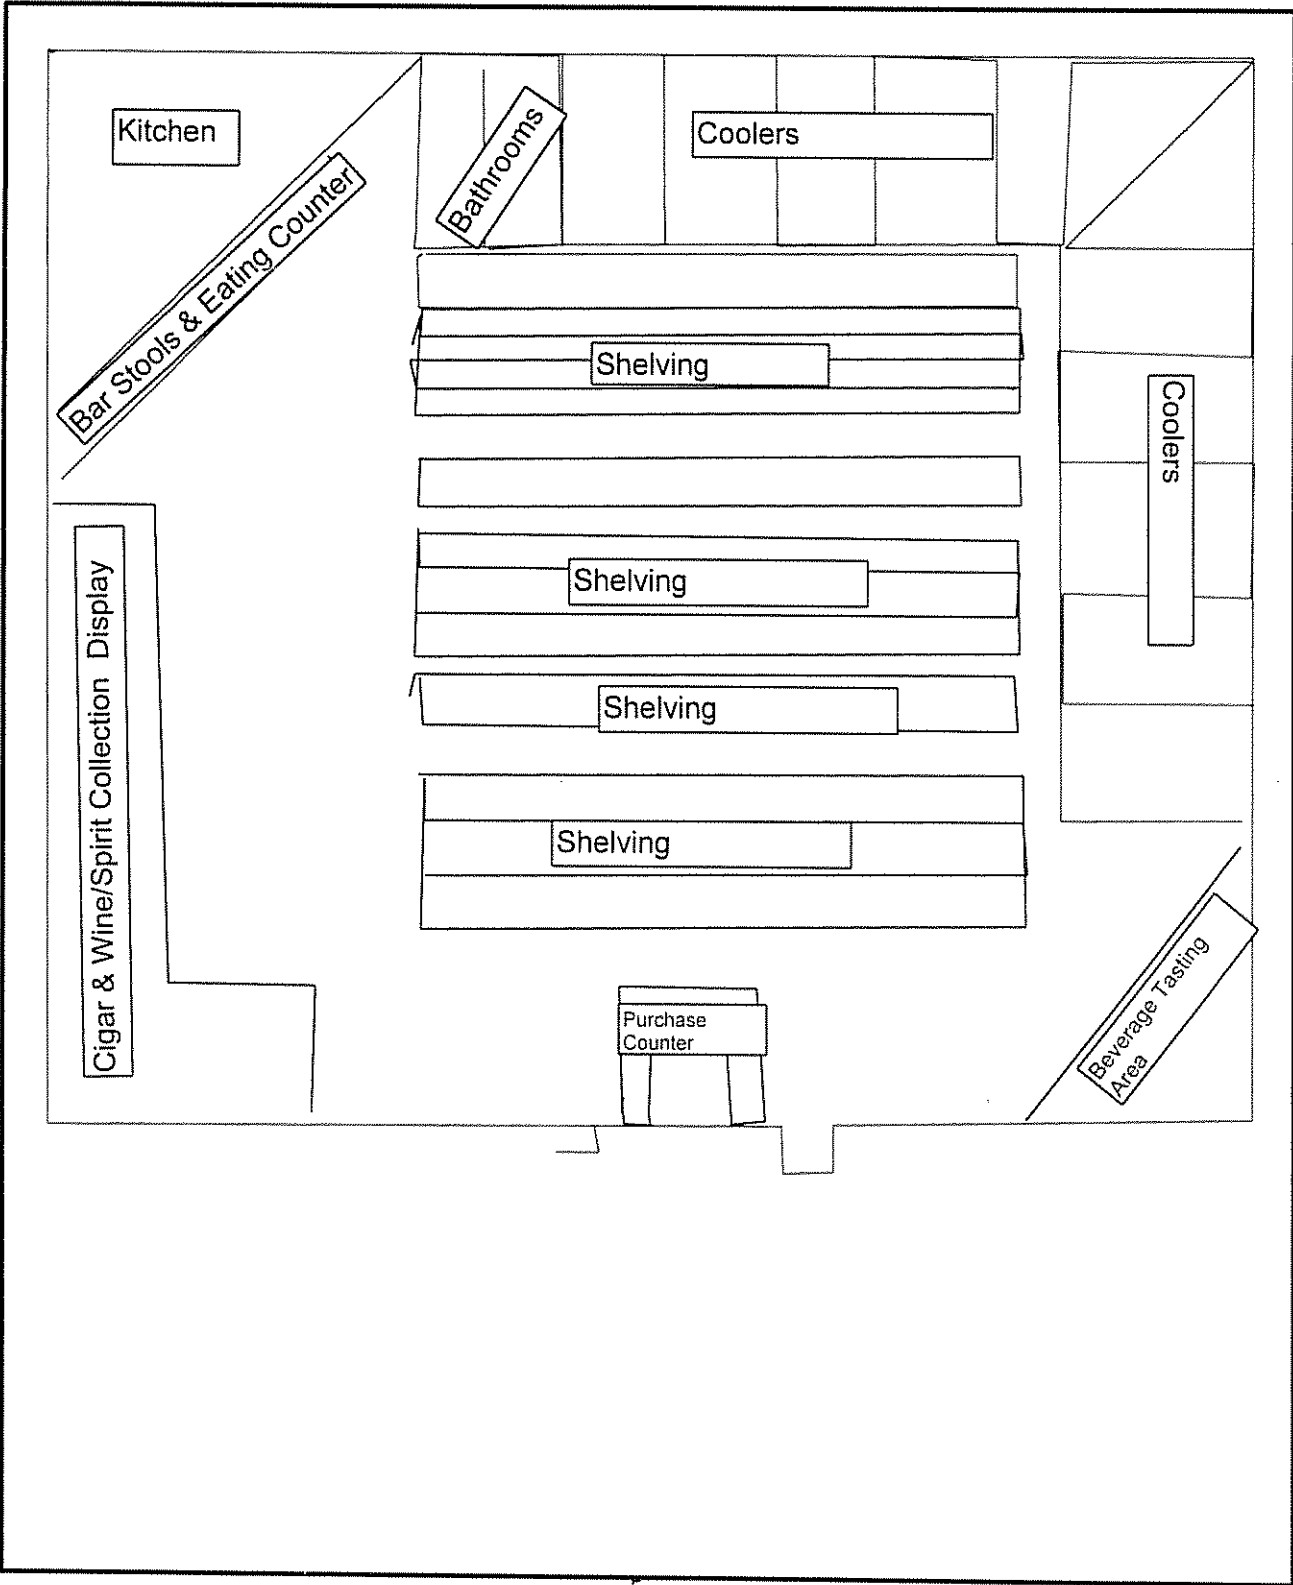 Kitchen
Bar Stools & Eating Counter
Bathrooms
Coolers
Shelving
Coolers
Shelving
Cigar & Wine/Spirit Collection Display
Shelving
Shelving
Purchase
Counter
Beverage Tasting
Area